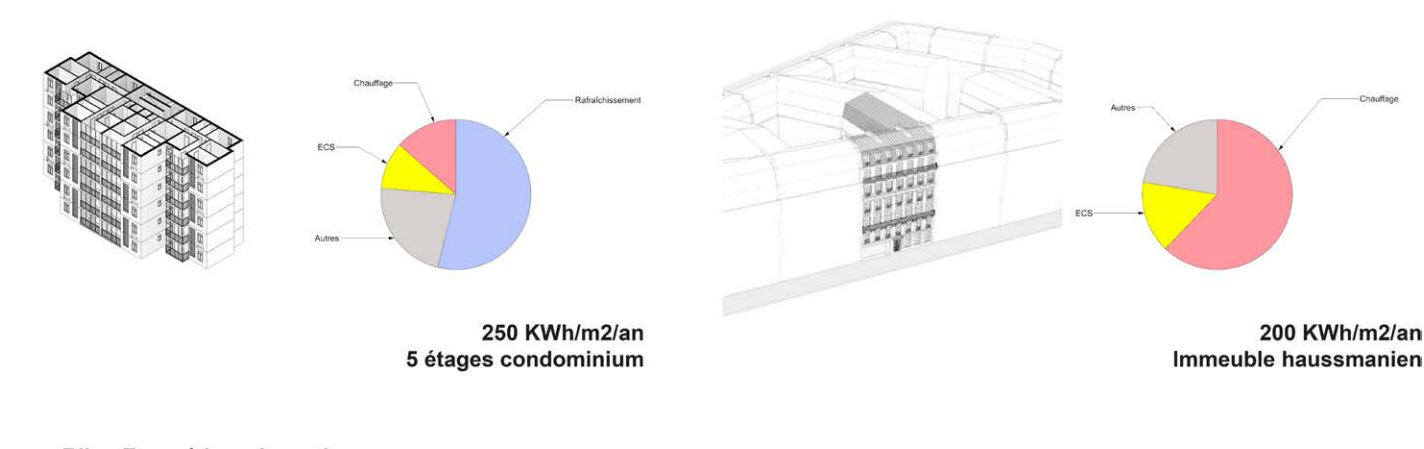 Chauffage
Rafraîchissement
ECS
Autres
250 KWh/m2/an
5 étages condominium
Autres
Chauffage
ECS
200 KWh/m2/an
Immeuble haussmanien